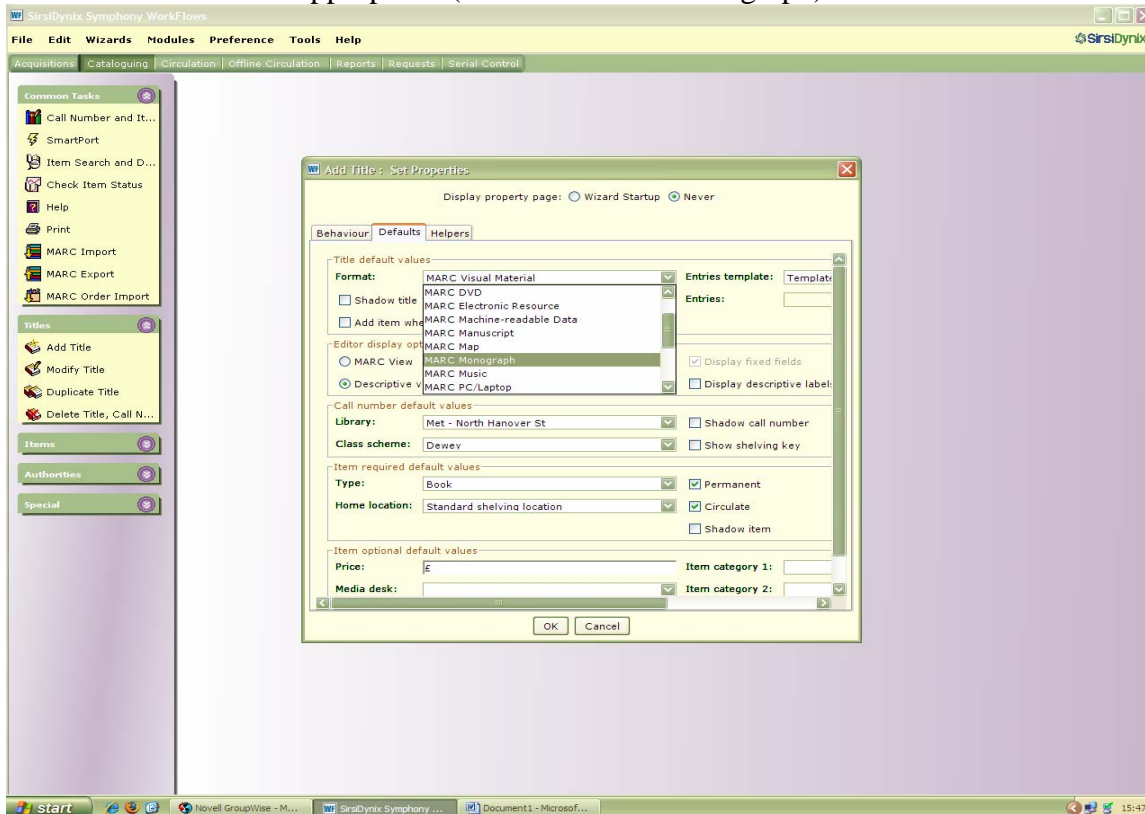 WF SirsiDynix Symphony WorkFlows
File Edit Wizards Modules Preference Tools Help
SirsiDynix
Acquisitions Cataloguing Circulation Offline Circulation Reports Requests Serial Control
Common Tasks
Call Number and It...
SmartPort
Item Search and D...
Check Item Status
Help
Print
MARC Import
MARC Export
MARC Order Import
Titles
Add Title
Modify Title
Duplicate Title
Delete Title, Call N...
Items
Authorities
Special
WF Add Title : Set Properties
Display property page: Wizard Startup Never
Behaviour Defaults Helpers
Title default values
Format: MARC Visual Material Entries template: Template
Shadow title MARC DVD Entries:
MARC Electronic Resource
Add item whe MARC Machine-readable Data
MARC Manuscript
Editor display opt MARC Map
MARC View MARC Monograph Display fixed fields
MARC Music
Descriptive v MARC PC/Laptop Display descriptive label
Call number default values
Library: Met - North Hanover St Shadow call number
Class scheme: Dewey Show shelving key
Item required default values
Type: Book Permanent
Home location: Standard shelving location Circulate
Shadow item
Item optional default values
Price: £ Item category 1:
Media desk: Item category 2:
OK Cancel
start Novell GroupWise - M... WF SirsiDynix Symphony ... Document1 - Microsof... 15:47